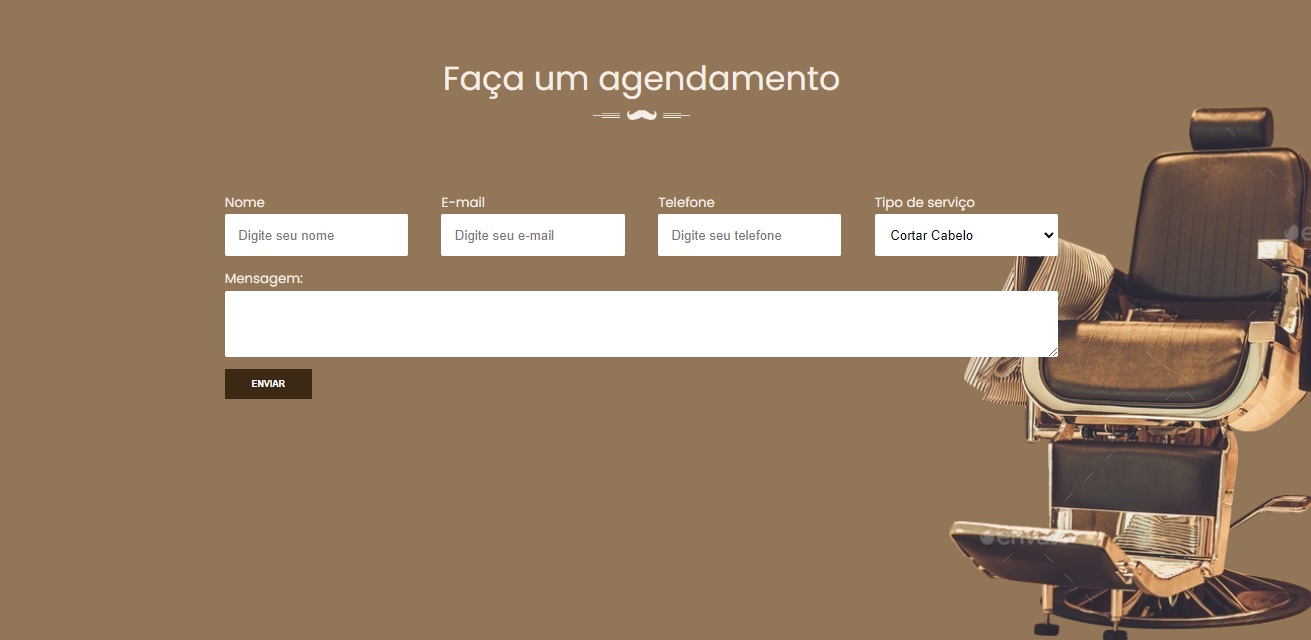 Faça um agendamento
Nome
E-mail
Telefone
Tipo de serviço
Digite seu nome
Digite seu e-mail
Digite seu telefone
Cortar Cabelo
Mensagem:
ENVIAR
envato